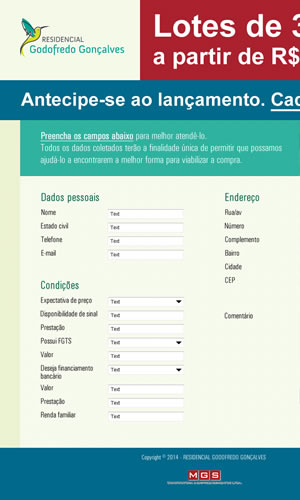 RESIDENCIAL
Godofredo Gonçalves
Lotes de 3
a partir de R$
Antecipe-se ao lançamento. Cad
Preencha os campos abaixo para melhor atendê-lo.
Todos os dados coletados terão a finalidade única de permitir que possamos
ajudá-lo a encontrarem a melhor forma para viabilizar a compra.
Dados pessoais
Nome Text
Estado civil Text
Telefone Text
E-mail Text
Condições
Expectativa de preço Text
Disponibilidade de sinal Text
Prestação Text
Possui FGTS Text
Valor Text
Deseja financiamento
bancário Text
Valor Text
Prestação Text
Renda familiar Text
Endereço
Rua/av
Número
Complemento
Bairro
Cidade
CEP
Comentário
Copyright © 2014 - RESIDENCIAL GODOFREDO GONÇALVES
MGS